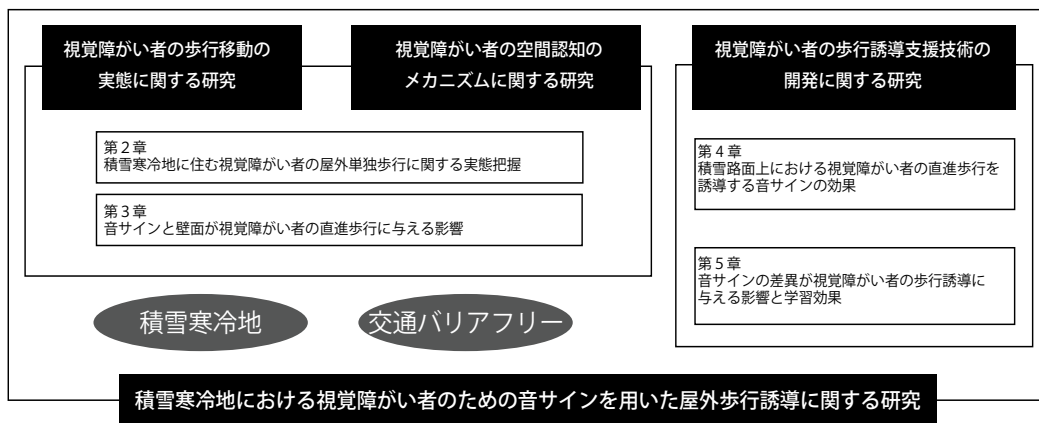 視覚障がい者の歩行移動の
実態に関する研究
視覚障がい者の空間認知の
メカニズムに関する研究
第２章
積雪寒冷地に住む視覚障がい者の屋外単独歩行に関する実態把握
第３章
音サインと壁面が視覚障がい者の直進歩行に与える影響
視覚障がい者の歩行誘導支援技術の
開発に関する研究
第４章
積雪路面上における視覚障がい者の直進歩行を
誘導する音サインの効果
第５章
音サインの差異が視覚障がい者の歩行誘導に
与える影響と学習効果
積雪寒冷地
交通バリアフリー
積雪寒冷地における視覚障がい者のための音サインを用いた屋外歩行誘導に関する研究